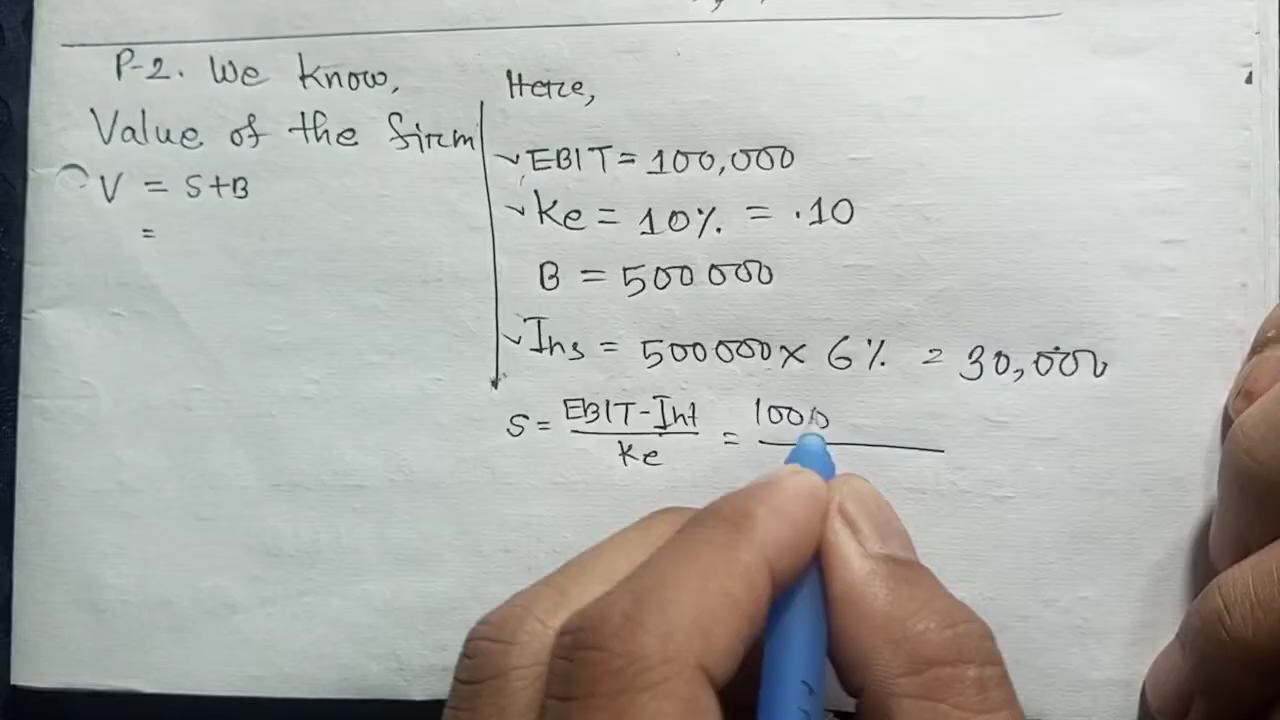 P-2. We know,
Value of the firm
V = S+B
=
Here,
EBIT = 100,000
Ke = 10% = .10
B = 500000
Int = 500000 × 6% = 30,000
S = EBIT-Int / Ke = 1000